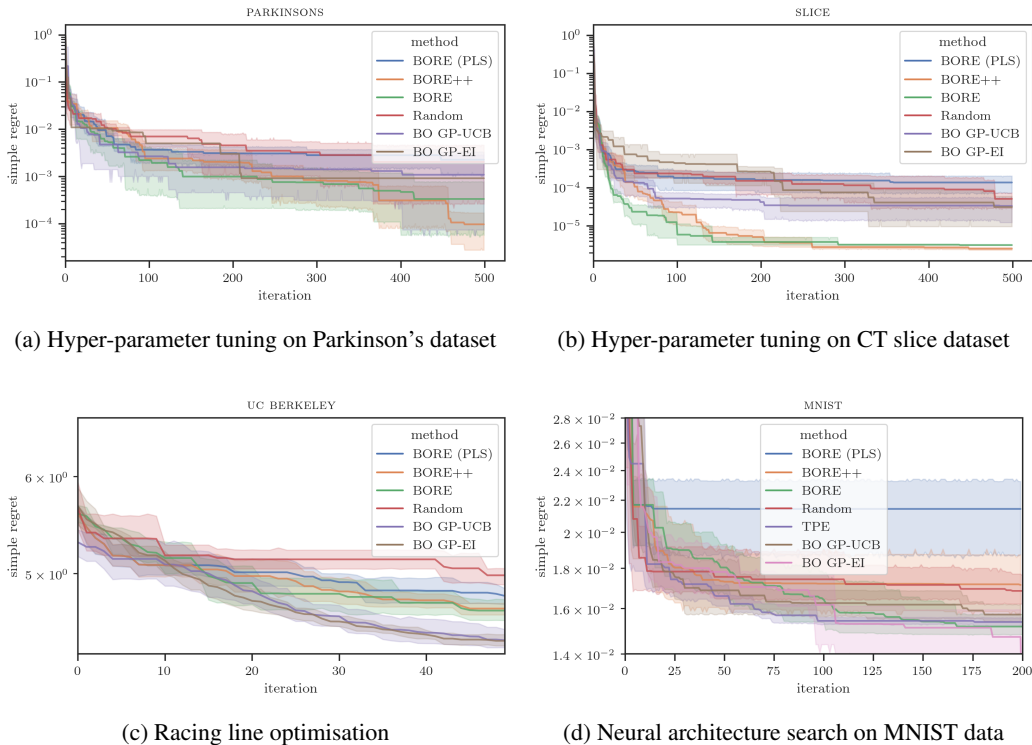 PARKINSONS
10⁰
10⁻¹
10⁻²
10⁻³
10⁻⁴
simple regret
method
BORE (PLS)
BORE++
BORE
Random
BO GP-UCB
BO GP-EI
0 100 200 300 400 500
iteration
(a) Hyper-parameter tuning on Parkinson's dataset
SLICE
10⁰
10⁻¹
10⁻²
10⁻³
10⁻⁴
10⁻⁵
simple regret
method
BORE (PLS)
BORE++
BORE
Random
BO GP-UCB
BO GP-EI
0 100 200 300 400 500
iteration
(b) Hyper-parameter tuning on CT slice dataset
UC BERKELEY
6 × 10⁰
5 × 10⁰
simple regret
method
BORE (PLS)
BORE++
BORE
Random
BO GP-UCB
BO GP-EI
0 10 20 30 40
iteration
(c) Racing line optimisation
MNIST
2.8 × 10⁻²
2.6 × 10⁻²
2.4 × 10⁻²
2.2 × 10⁻²
2 × 10⁻²
1.8 × 10⁻²
1.6 × 10⁻²
1.4 × 10⁻²
simple regret
method
BORE (PLS)
BORE++
BORE
Random
TPE
BO GP-UCB
BO GP-EI
0 25 50 75 100 125 150 175 200
iteration
(d) Neural architecture search on MNIST data